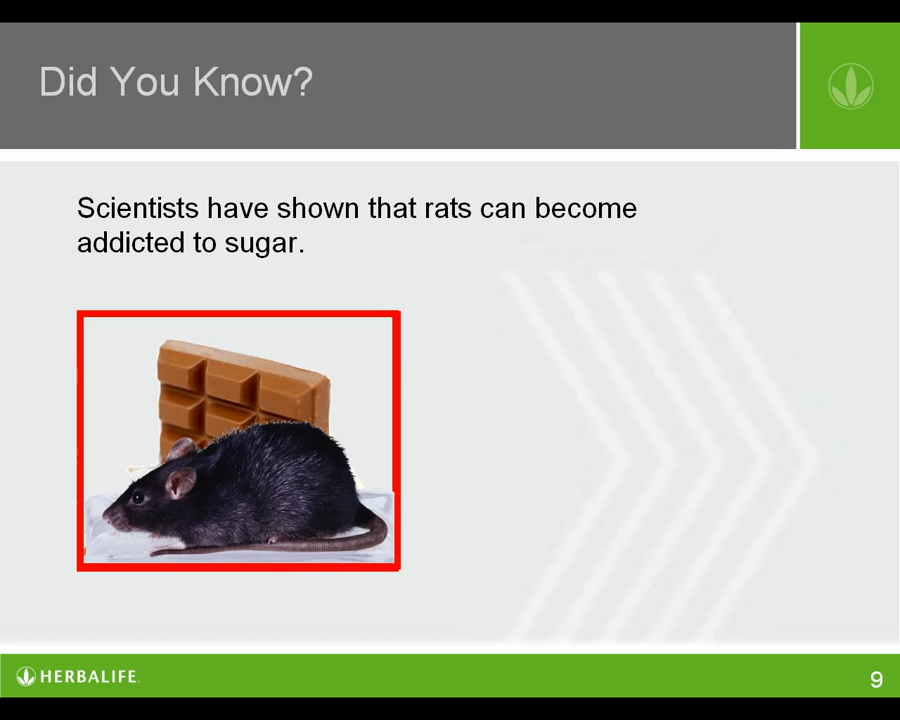 Did You Know?
Scientists have shown that rats can become
addicted to sugar.
HERBALIFE
9